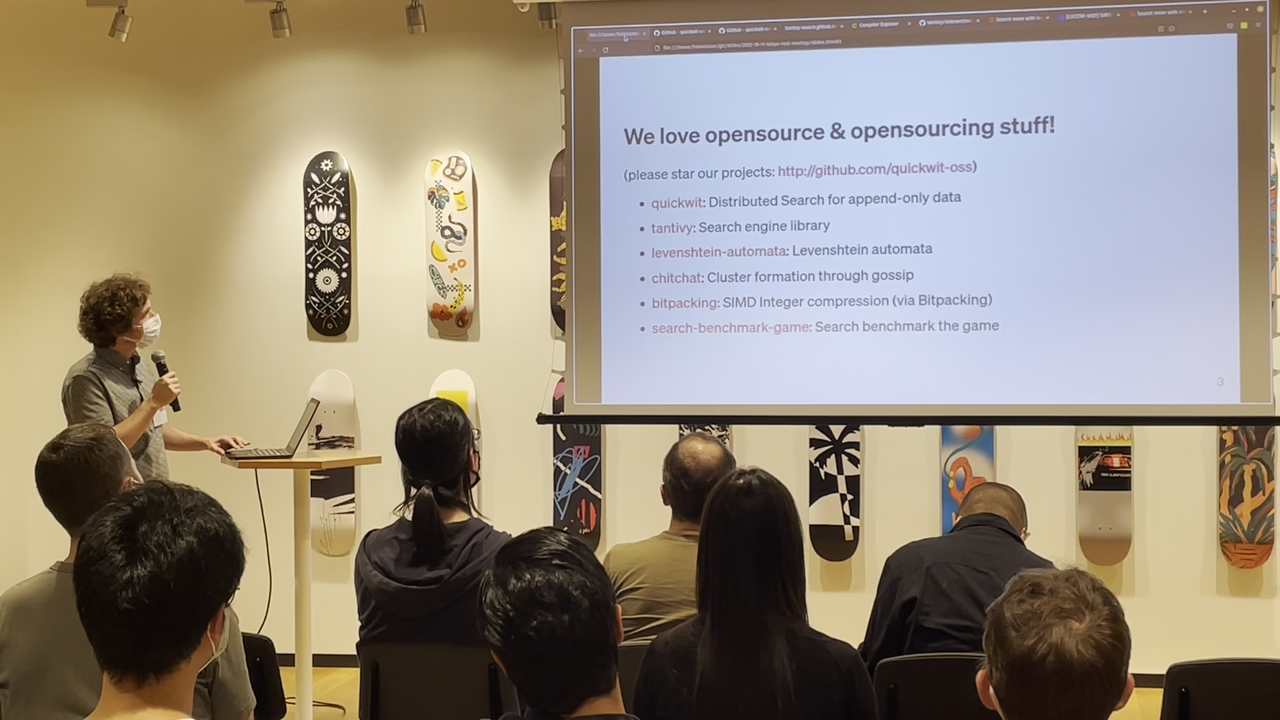 We love opensource & opensourcing stuff!
(please star our projects: http://github.com/quickwit-oss)
quickwit: Distributed Search for append-only data
tantivy: Search engine library
levenshtein-automata: Levenshtein automata
chitchat: Cluster formation through gossip
bitpacking: SIMD Integer compression (via Bitpacking)
search-benchmark-game: Search benchmark the game
3